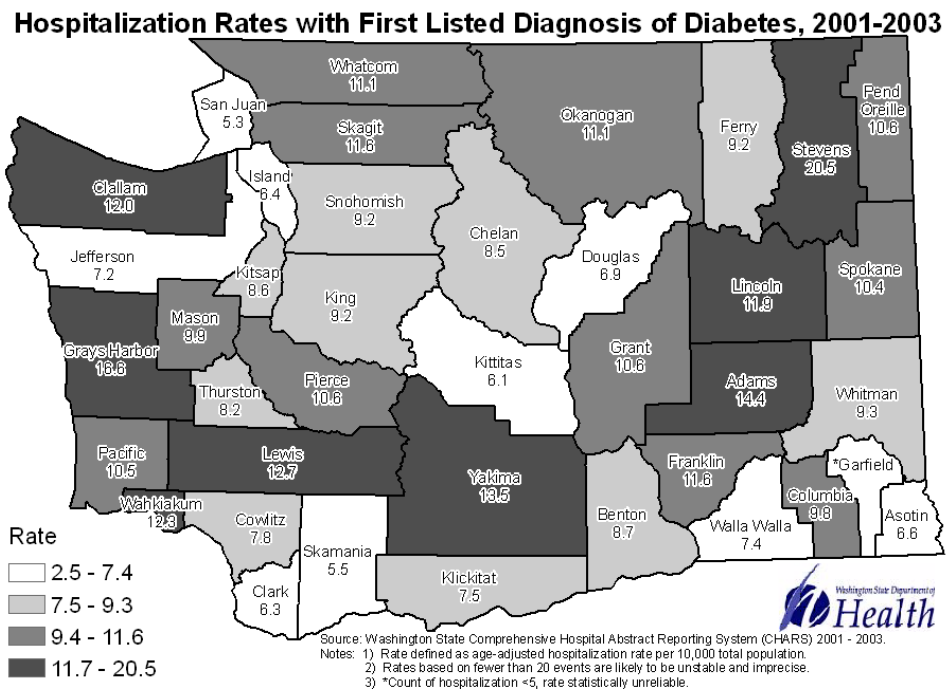 Hospitalization Rates with First Listed Diagnosis of Diabetes, 2001-2003
Whatcom
11.1
San Juan
5.3
Skagit
11.6
Okanogan
11.1
Ferry
9.2
Stevens
20.5
Pend
Oreille
10.6
Clallam
12.0
Island
6.4
Snohomish
9.2
Chelan
8.5
Douglas
6.9
Jefferson
7.2
Kitsap
8.6
King
9.2
Lincoln
11.9
Spokane
10.4
Mason
9.9
Grays Harbor
16.6
Kittitas
6.1
Grant
10.6
Thurston
8.2
Pierce
10.6
Adams
14.4
Whitman
9.3
Pacific
10.5
Lewis
12.7
Yakima
13.5
Franklin
11.6
*Garfield
Columbia
9.8
Wahkiakum
12.3
Cowlitz
7.8
Benton
8.7
Walla Walla
7.4
Asotin
6.6
Skamania
5.5
Clark
6.3
Klickitat
7.5
Rate
2.5 - 7.4
7.5 - 9.3
9.4 - 11.6
11.7 - 20.5
Washington State Department of
Health
Source: Washington State Comprehensive Hospital Abstract Reporting System (CHARS) 2001 - 2003.
Notes: 1) Rate defined as age-adjusted hospitalization rate per 10,000 total population.
2) Rates based on fewer than 20 events are likely to be unstable and imprecise.
3) *Count of hospitalization <5, rate statistically unreliable.